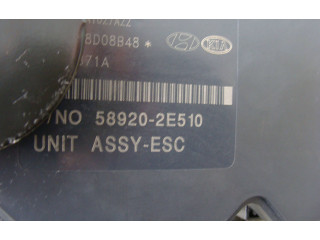 8D08B48 *
71A
/NO 58920-2E510
UNIT ASSY-ESC